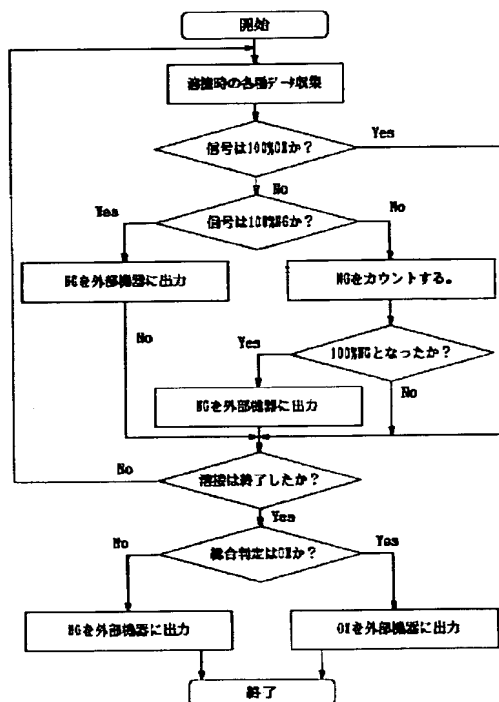 開始
溶接時の各種データ収集
信号は100%OKか?
Yes
No
信号は100%NGか?
Yes
No
NGを外部機器に出力
NGをカウントする。
No
100%NGとなったか?
Yes
No
NGを外部機器に出力
溶接は終了したか?
No
Yes
総合判定はOKか?
No
Yes
NGを外部機器に出力
OKを外部機器に出力
終了